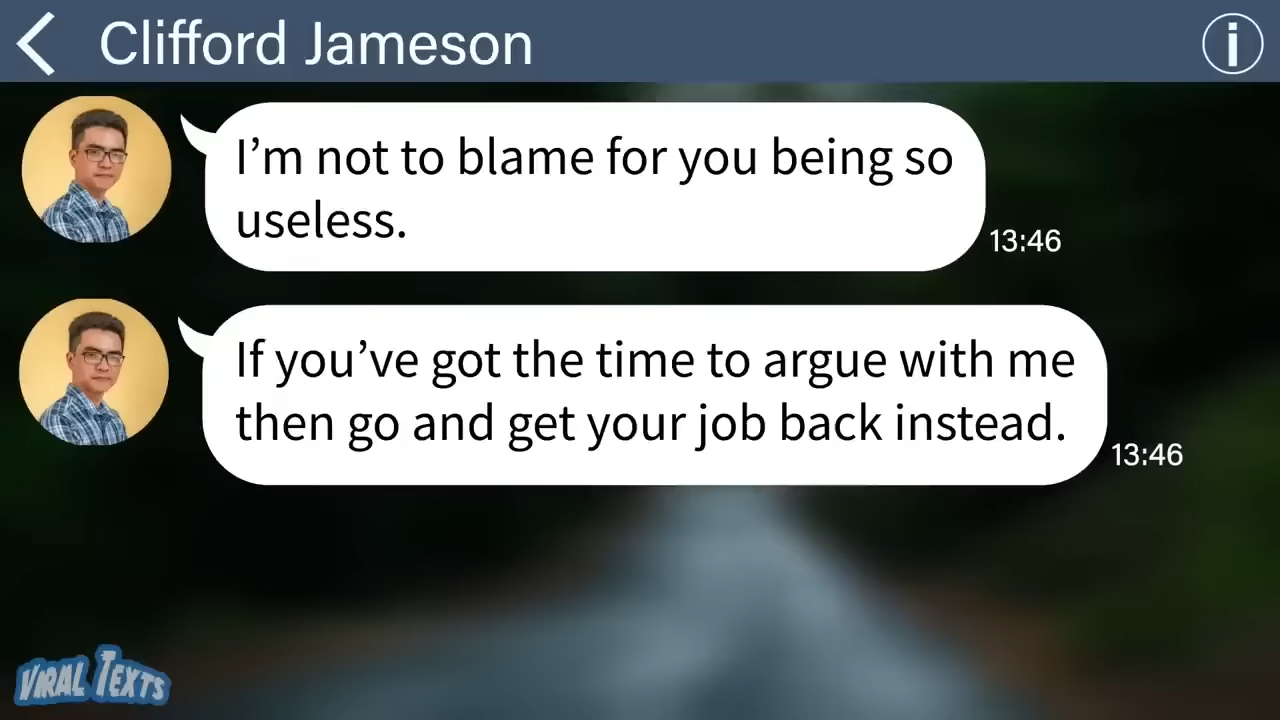 Clifford Jameson
I’m not to blame for you being so
useless.
13:46
If you’ve got the time to argue with me
then go and get your job back instead.
13:46
VIRAL TEXTS